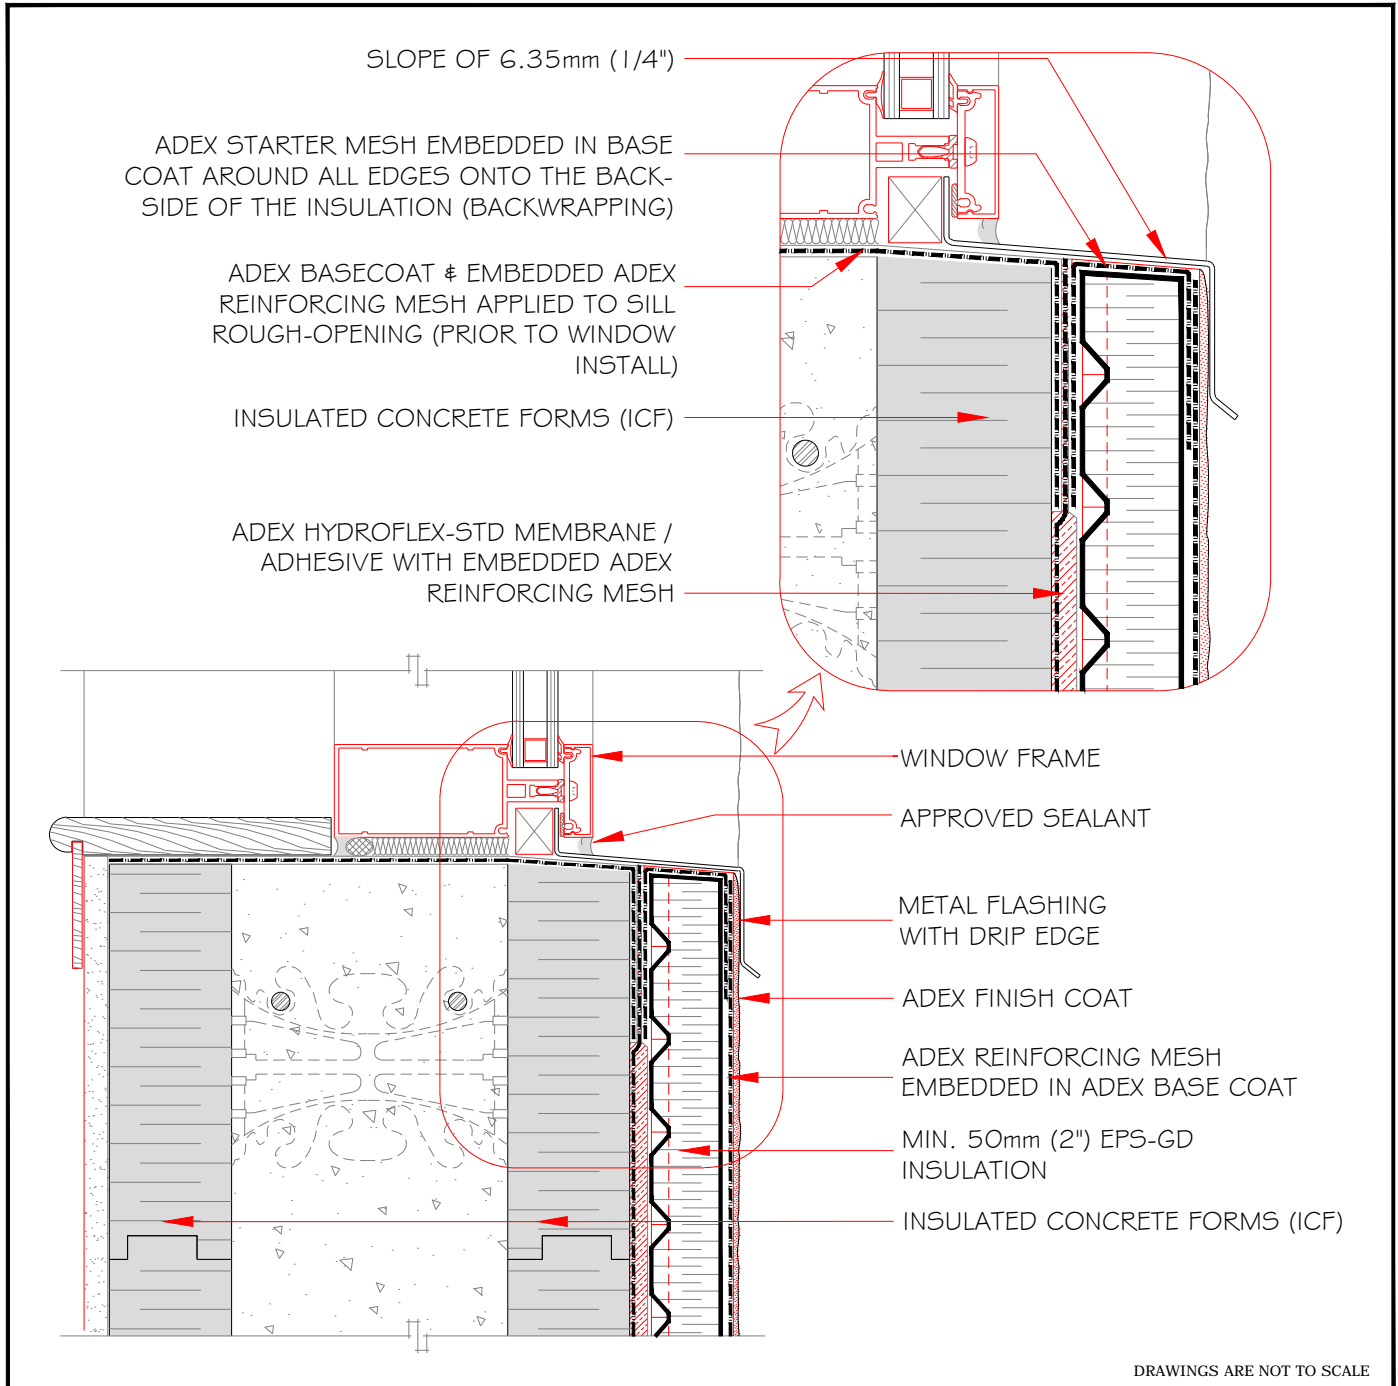 SLOPE OF 6.35mm (1/4")
ADEX STARTER MESH EMBEDDED IN BASE
COAT AROUND ALL EDGES ONTO THE BACK-
SIDE OF THE INSULATION (BACKWRAPPING)
ADEX BASECOAT & EMBEDDED ADEX
REINFORCING MESH APPLIED TO SILL
ROUGH-OPENING (PRIOR TO WINDOW
INSTALL)
INSULATED CONCRETE FORMS (ICF)
ADEX HYDROFLEX-STD MEMBRANE /
ADHESIVE WITH EMBEDDED ADEX
REINFORCING MESH
WINDOW FRAME
APPROVED SEALANT
METAL FLASHING
WITH DRIP EDGE
ADEX FINISH COAT
ADEX REINFORCING MESH
EMBEDDED IN ADEX BASE COAT
MIN. 50mm (2") EPS-GD
INSULATION
INSULATED CONCRETE FORMS (ICF)
DRAWINGS ARE NOT TO SCALE